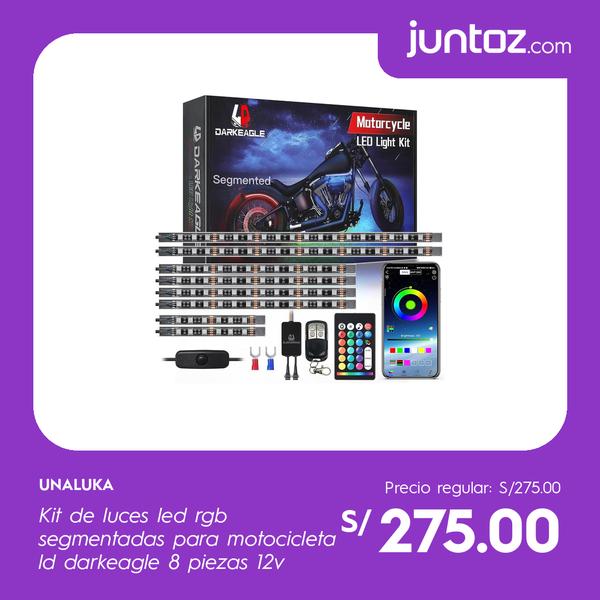 juntoz.com
LD
DARKEAGLE
Motorcycle
LED Light Kit
Segmented
DARKEAGLE
UNALUKA
Precio regular: S/275.00
Kit de luces led rgb
segmentadas para motocicleta
ld darkeagle 8 piezas 12v
S/ 275.00